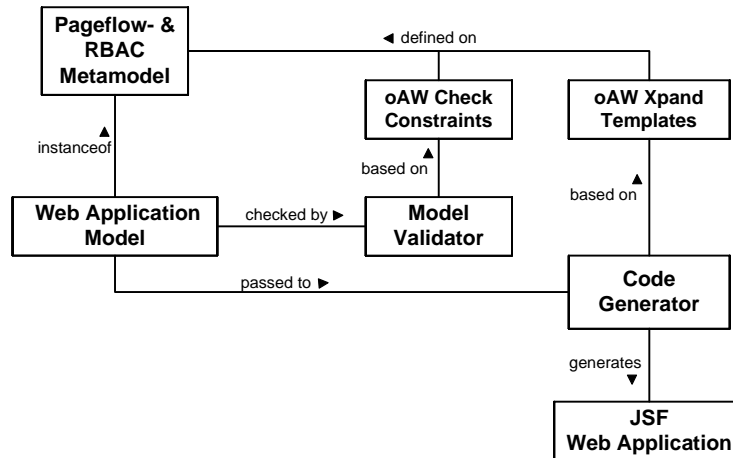 Pageflow- &
RBAC
Metamodel
◄ defined on
oAW Check
Constraints
oAW Xpand
Templates
instanceof
▲
based on
▲
based on
▲
Web Application
Model
checked by ►
Model
Validator
passed to ►
Code
Generator
generates
▼
JSF
Web Application